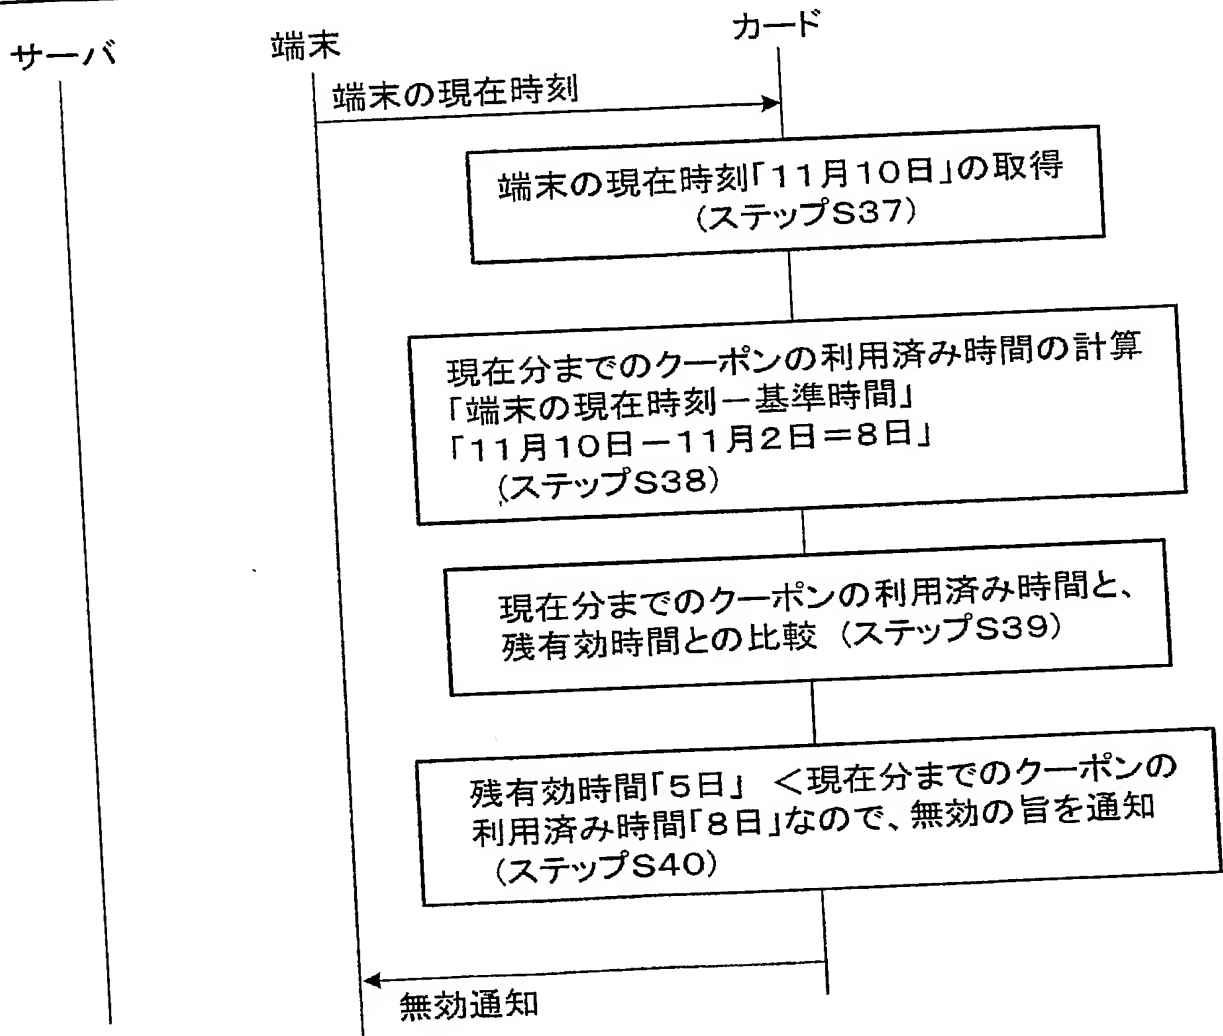 サーバ
端末
カード
端末の現在時刻
端末の現在時刻「11月10日」の取得
(ステップS37)
現在分までのクーポンの利用済み時間の計算
「端末の現在時刻－基準時間」
「11月10日－11月2日＝8日」
(ステップS38)
現在分までのクーポンの利用済み時間と、
残有効時間との比較 (ステップS39)
残有効時間「5日」 ＜現在分までのクーポンの
利用済み時間「8日」なので、無効の旨を通知
(ステップS40)
無効通知